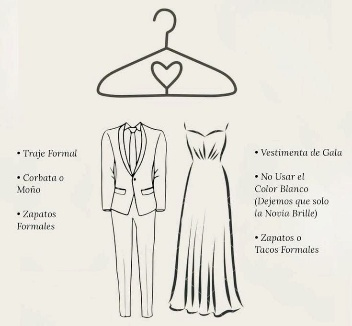 • Traje Formal
• Corbata o
Moño
• Zapatos
Formales
• Vestimenta de Gala
• No Usar el
Color Blanco
(Dejemos que solo
la Novia Brille)
• Zapatos o
Tacos Formales